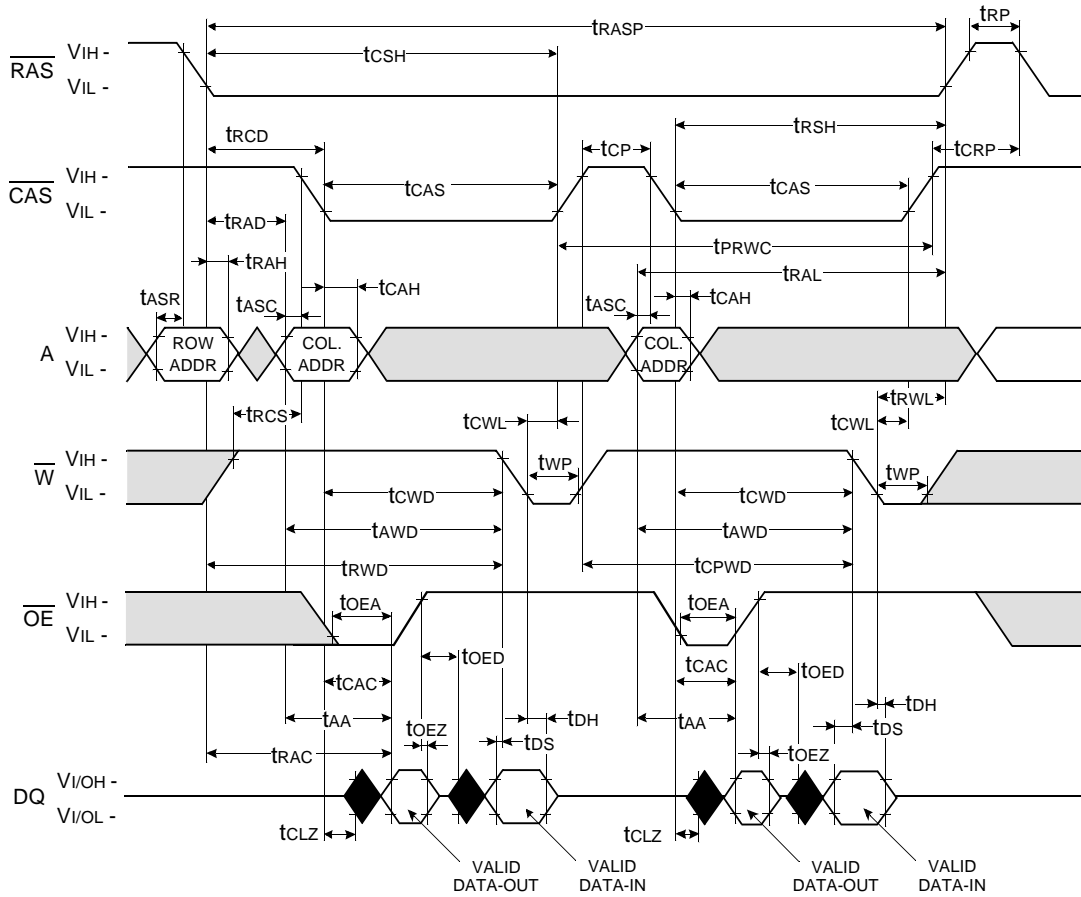 tRASP
tRP
VIH -
tCSH
RAS
VIL -
tRSH
tRCD
tCP
tCRP
VIH -
CAS
tCAS
tCAS
VIL -
tRAD
tPRWC
tRAH
tRAL
tCAH
tCAH
tASR
tASC
tASC
VIH -
ROW
COL.
COL.
A
VIL -
ADDR
ADDR
ADDR
tRWL
tRCS
tCWL
tCWL
VIH -
W
tWP
tWP
VIL -
tCWD
tCWD
tAWD
tAWD
tRWD
tCPWD
VIH -
OE
tOEA
tOEA
VIL -
tOED
tCAC
tOED
tCAC
tDH
tDH
tAA
tAA
tOEZ
tDS
tDS
tRAC
tOEZ
VI/OH -
DQ
VI/OL -
tCLZ
tCLZ
VALID
DATA-OUT
VALID
DATA-IN
VALID
DATA-OUT
VALID
DATA-IN